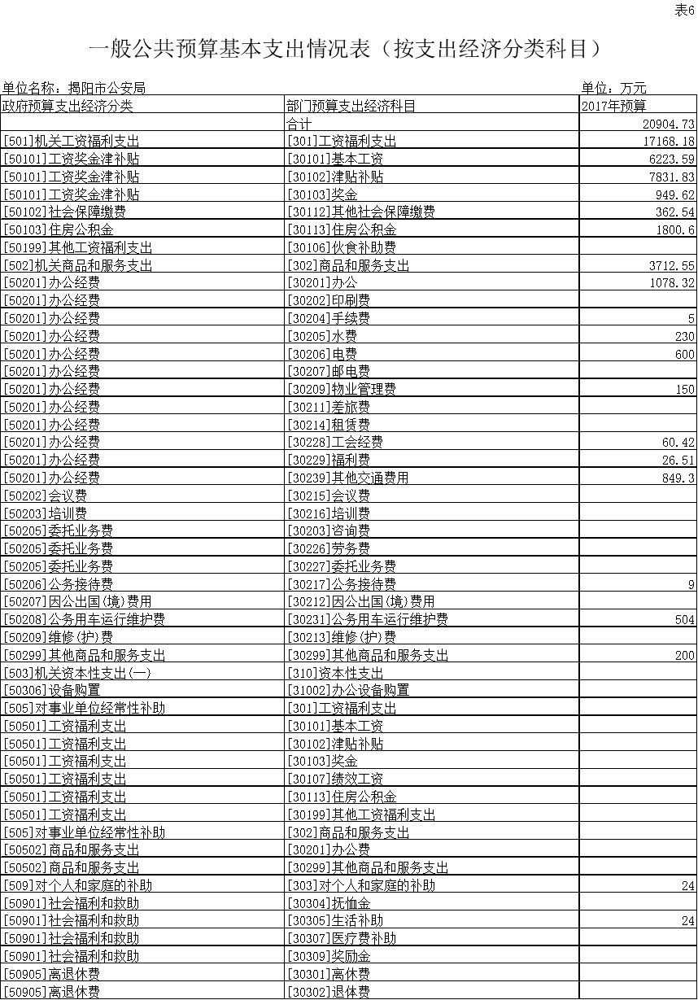 表6
一般公共预算基本支出情况表（按支出经济分类科目）
单位名称：揭阳市公安局 单位：万元
政府预算支出经济分类 部门预算支出经济科目 2017年预算
合计 20904.73
[501]机关工资福利支出 [301]工资福利支出 17168.18
[50101]工资奖金津补贴 [30101]基本工资 6223.59
[50101]工资奖金津补贴 [30102]津贴补贴 7831.83
[50101]工资奖金津补贴 [30103]奖金 949.62
[50102]社会保障缴费 [30112]其他社会保障缴费 362.54
[50103]住房公积金 [30113]住房公积金 1800.6
[50199]其他工资福利支出 [30106]伙食补助费
[502]机关商品和服务支出 [302]商品和服务支出 3712.55
[50201]办公经费 [30201]办公 1078.32
[50201]办公经费 [30202]印刷费
[50201]办公经费 [30204]手续费 5
[50201]办公经费 [30205]水费 230
[50201]办公经费 [30206]电费 600
[50201]办公经费 [30207]邮电费
[50201]办公经费 [30209]物业管理费 150
[50201]办公经费 [30211]差旅费
[50201]办公经费 [30214]租赁费
[50201]办公经费 [30228]工会经费 60.42
[50201]办公经费 [30229]福利费 26.51
[50201]办公经费 [30239]其他交通费用 849.3
[50202]会议费 [30215]会议费
[50203]培训费 [30216]培训费
[50205]委托业务费 [30203]咨询费
[50205]委托业务费 [30226]劳务费
[50205]委托业务费 [30227]委托业务费
[50206]公务接待费 [30217]公务接待费 9
[50207]因公出国(境)费用 [30212]因公出国(境)费用
[50208]公务用车运行维护费 [30231]公务用车运行维护费 504
[50209]维修(护)费 [30213]维修(护)费
[50299]其他商品和服务支出 [30299]其他商品和服务支出 200
[503]机关资本性支出(一) [310]资本性支出
[50306]设备购置 [31002]办公设备购置
[505]对事业单位经常性补助 [301]工资福利支出
[50501]工资福利支出 [30101]基本工资
[50501]工资福利支出 [30102]津贴补贴
[50501]工资福利支出 [30103]奖金
[50501]工资福利支出 [30107]绩效工资
[50501]工资福利支出 [30113]住房公积金
[50501]工资福利支出 [30199]其他工资福利支出
[505]对事业单位经常性补助 [302]商品和服务支出
[50502]商品和服务支出 [30201]办公费
[50502]商品和服务支出 [30299]其他商品和服务支出
[509]对个人和家庭的补助 [303]对个人和家庭的补助 24
[50901]社会福利和救助 [30304]抚恤金
[50901]社会福利和救助 [30305]生活补助 24
[50901]社会福利和救助 [30307]医疗费补助
[50901]社会福利和救助 [30309]奖励金
[50905]离退休费 [30301]离休费
[50905]离退休费 [30302]退体费